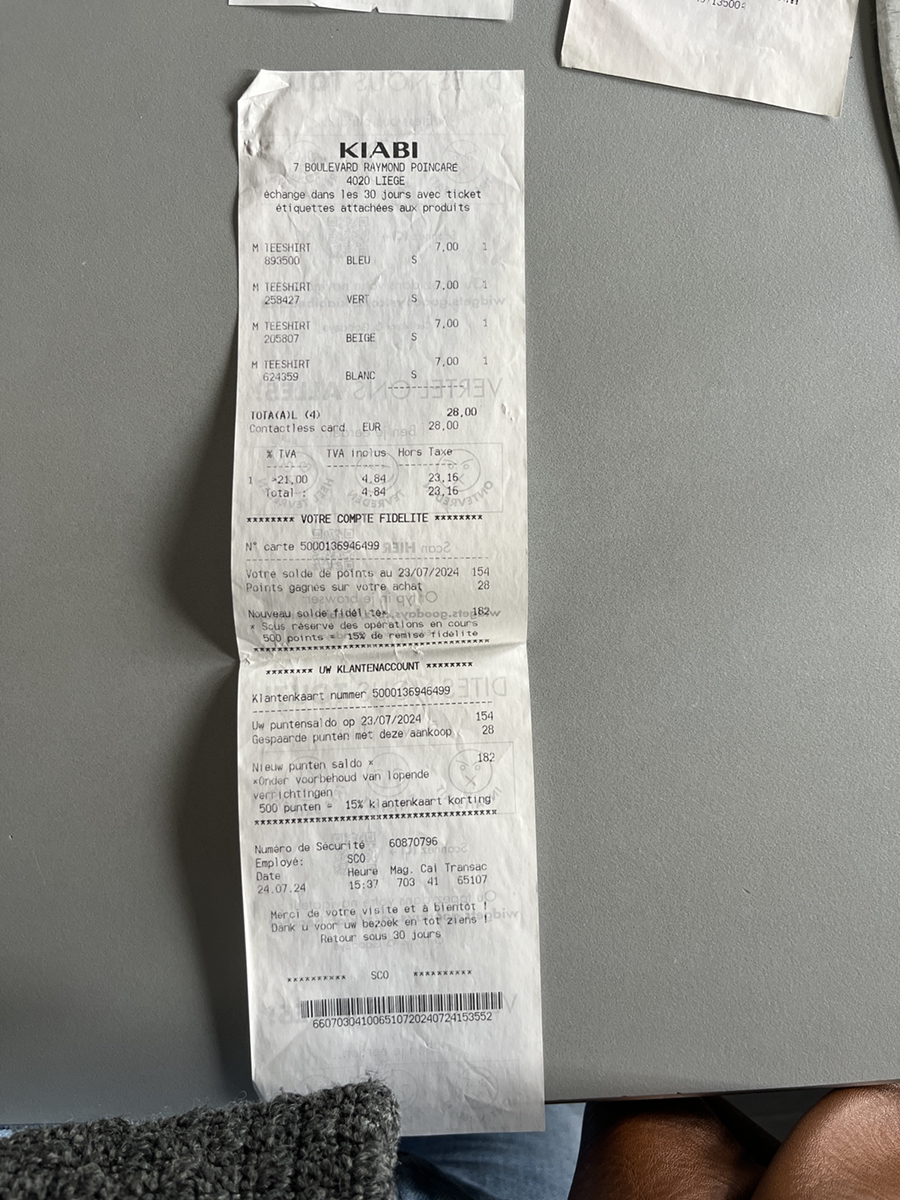 KIABI
7 BOULEVARD RAYMOND POINCARE
4020 LIEGE
échange dans les 30 jours avec ticket
étiquettes attachées aux produits
M TEESHIRT 7,00 1
893500 BLEU S
M TEESHIRT 7,00 1
258427 VERT S
M TEESHIRT 7,00 1
205807 BEIGE S
M TEESHIRT 7,00 1
624359 BLANC S
TOTA(A)L (4) 28,00
Contactless card EUR 28,00
% TVA TVA inclus Hors Taxe
1 >21,00 4,84 23,16
Total : 4,84 23,16
******** VOTRE COMPTE FIDELITE ********
N° carte 5000136946499
Votre solde de points au 23/07/2024 154
Points gagnes sur votre achat 28
Nouveau solde fidélité* 182
* Sous réserve des opérations en cours
500 points = 15% de remise fidélité
******** UW KLANTENACCOUNT ********
Klantenkaart nummer 5000136946499
Uw puntensaldo op 23/07/2024 154
Gespaarde punten met deze aankoop 28
Nieuw punten saldo * 182
*Onder voorbehoud van lopende
verrichtingen
500 punten = 15% klantenkaart korting
Numéro de Sécurité 60870796
Employé: SCO
Date Heure Mag. Cai Transac
24.07.24 15:37 703 41 65107
Merci de votre visite et à bientôt !
Dank u voor uw bezoek en tot ziens !
Retour sous 30 jours
********** SCO **********
660703041006510720240724153552